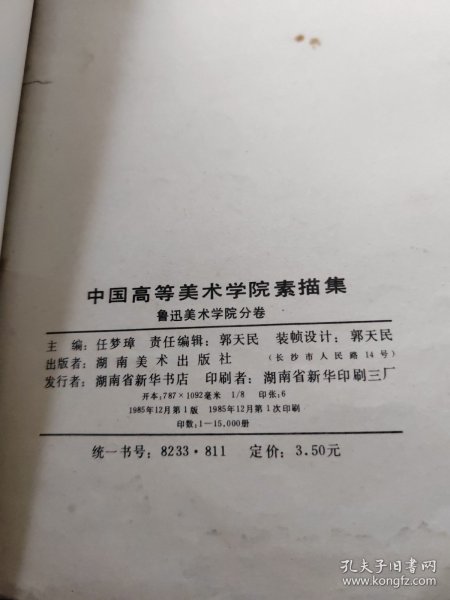 中国高等美术学院素描集
鲁迅美术学院分卷
主 编：任梦璋 责任编辑：郭天民 装帧设计：郭天民
出版者：湖南美术出版社 （长沙市人民路14号）
发行者：湖南省新华书店 印刷者：湖南省新华印刷三厂
开本：787×1092毫米 1/8 印张：6
1985年12月第1版 1985年12月第1次印刷
印数：1—15,000册
统一书号：8233·811 定价：3.50元
孔夫子旧书网
www.kongfz.com